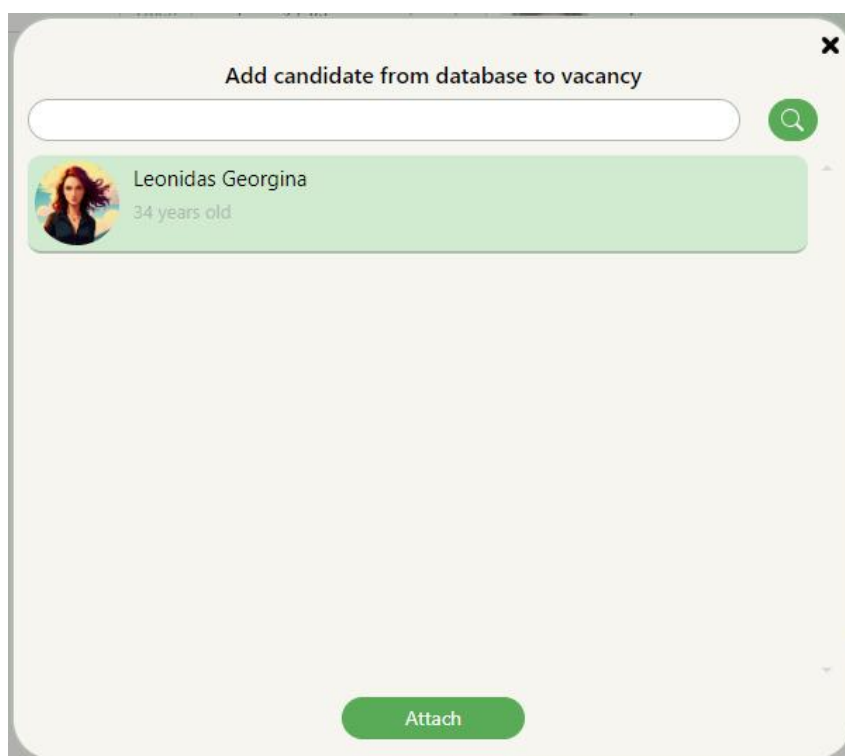 Add candidate from database to vacancy
Leonidas Georgina
34 years old
Attach